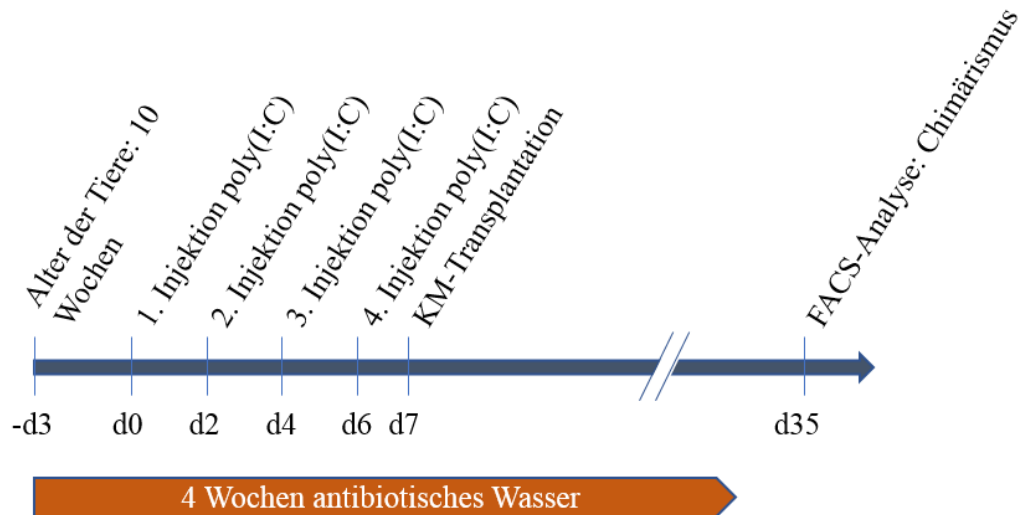 Alter der Tiere: 10
Wochen
1. Injektion poly(I:C)
2. Injektion poly(I:C)
3. Injektion poly(I:C)
4. Injektion poly(I:C)
KM-Transplantation
FACS-Analyse: Chimärismus
-d3
d0
d2
d4
d6
d7
d35
4 Wochen antibiotisches Wasser